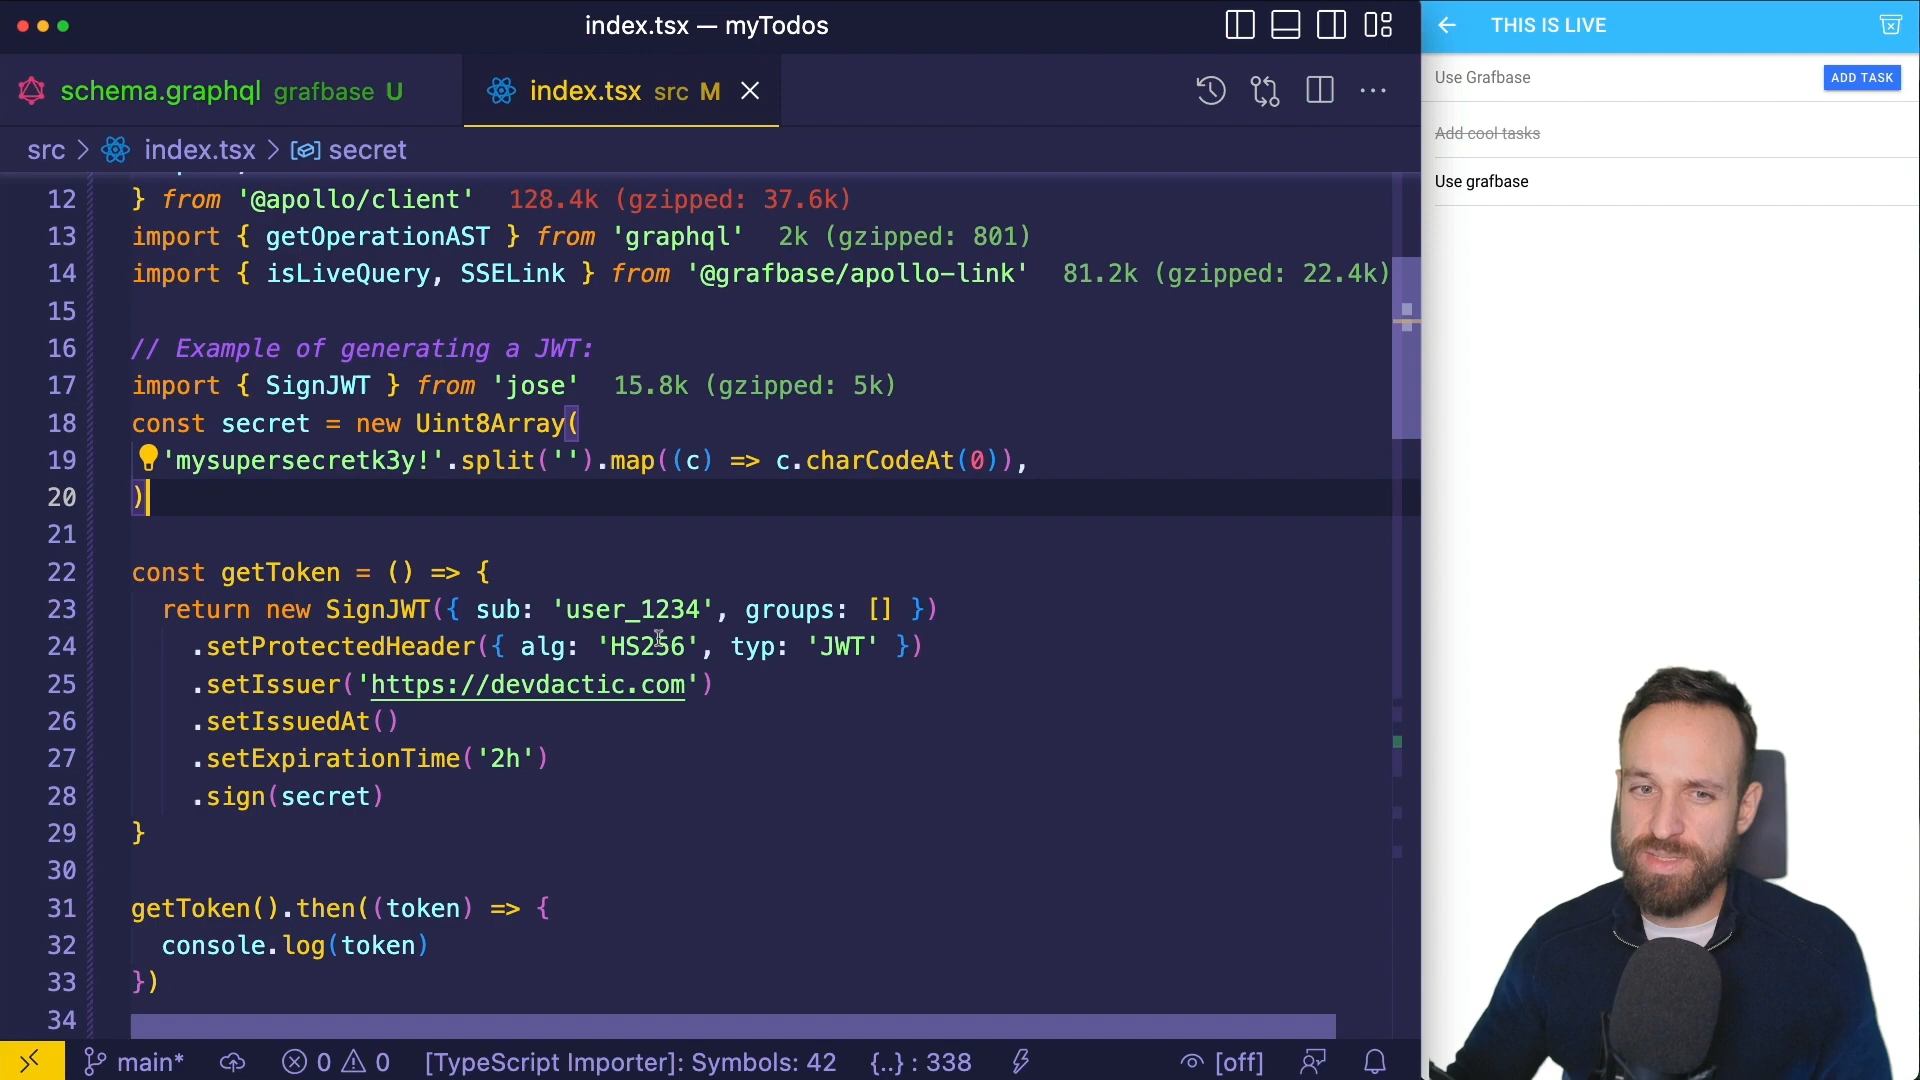 index.tsx — myTodos
schema.graphql grafbase U
index.tsx src M
src > index.tsx > secret
12 } from '@apollo/client' 128.4k (gzipped: 37.6k)
13 import { getOperationAST } from 'graphql' 2k (gzipped: 801)
14 import { isLiveQuery, SSELink } from '@grafbase/apollo-link' 81.2k (gzipped: 22.4k)
15
16 // Example of generating a JWT:
17 import { SignJWT } from 'jose' 15.8k (gzipped: 5k)
18 const secret = new Uint8Array(
19 'mysupersecretk3y!'.split('').map((c) => c.charCodeAt(0)),
20 )
21
22 const getToken = () => {
23 return new SignJWT({ sub: 'user_1234', groups: [] })
24 .setProtectedHeader({ alg: 'HS256', typ: 'JWT' })
25 .setIssuer('https://devdactic.com')
26 .setIssuedAt()
27 .setExpirationTime('2h')
28 .sign(secret)
29 }
30
31 getToken().then((token) => {
32 console.log(token)
33 })
34
main* 0 0 [TypeScript Importer]: Symbols: 42 {..} : 338 [off]
THIS IS LIVE
Use Grafbase ADD TASK
Add cool tasks
Use grafbase